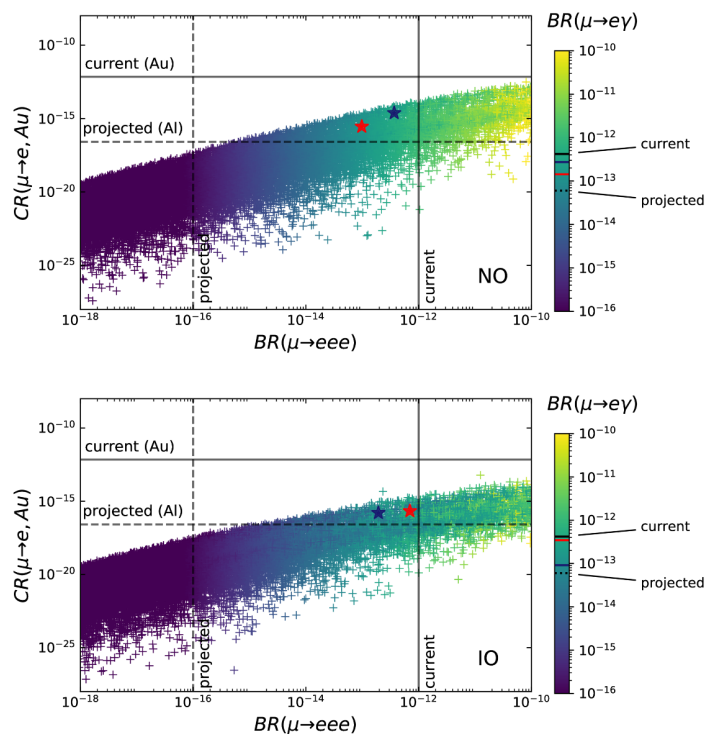 BR(μ→eγ)
10⁻¹⁰
10⁻¹⁰
current (Au)
10⁻¹¹
10⁻¹⁵
10⁻¹²
projected (Al)
current
CR(μ→e, Au)
10⁻¹³
projected
10⁻²⁰
10⁻¹⁴
10⁻²⁵
projected
current
NO
10⁻¹⁵
10⁻¹⁶
10⁻¹⁸
10⁻¹⁶
10⁻¹⁴
10⁻¹²
10⁻¹⁰
BR(μ→eee)
BR(μ→eγ)
10⁻¹⁰
10⁻¹⁰
current (Au)
10⁻¹¹
10⁻¹⁵
10⁻¹²
projected (Al)
current
CR(μ→e, Au)
10⁻¹³
projected
10⁻²⁰
10⁻¹⁴
10⁻²⁵
projected
current
IO
10⁻¹⁵
10⁻¹⁶
10⁻¹⁸
10⁻¹⁶
10⁻¹⁴
10⁻¹²
10⁻¹⁰
BR(μ→eee)